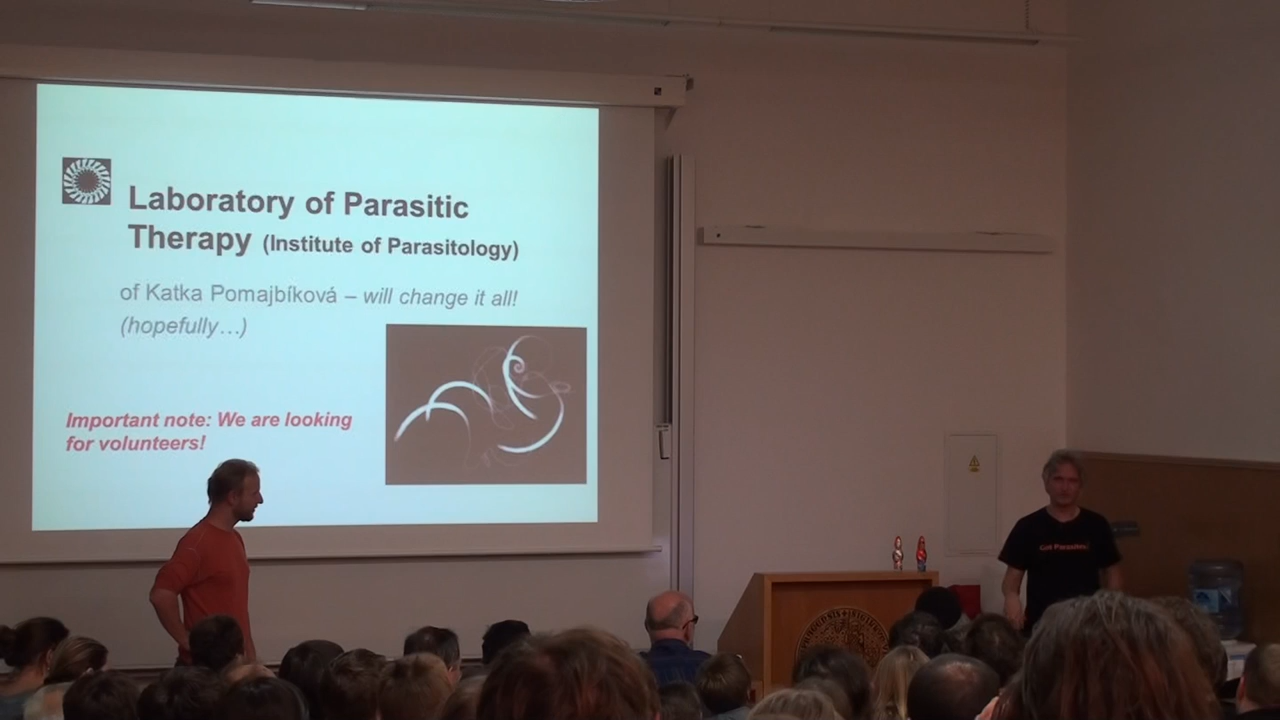 Laboratory of Parasitic
Therapy (Institute of Parasitology)
of Katka Pomajbíková – will change it all!
(hopefully…)
Important note: We are looking
for volunteers!
Got Parasites?